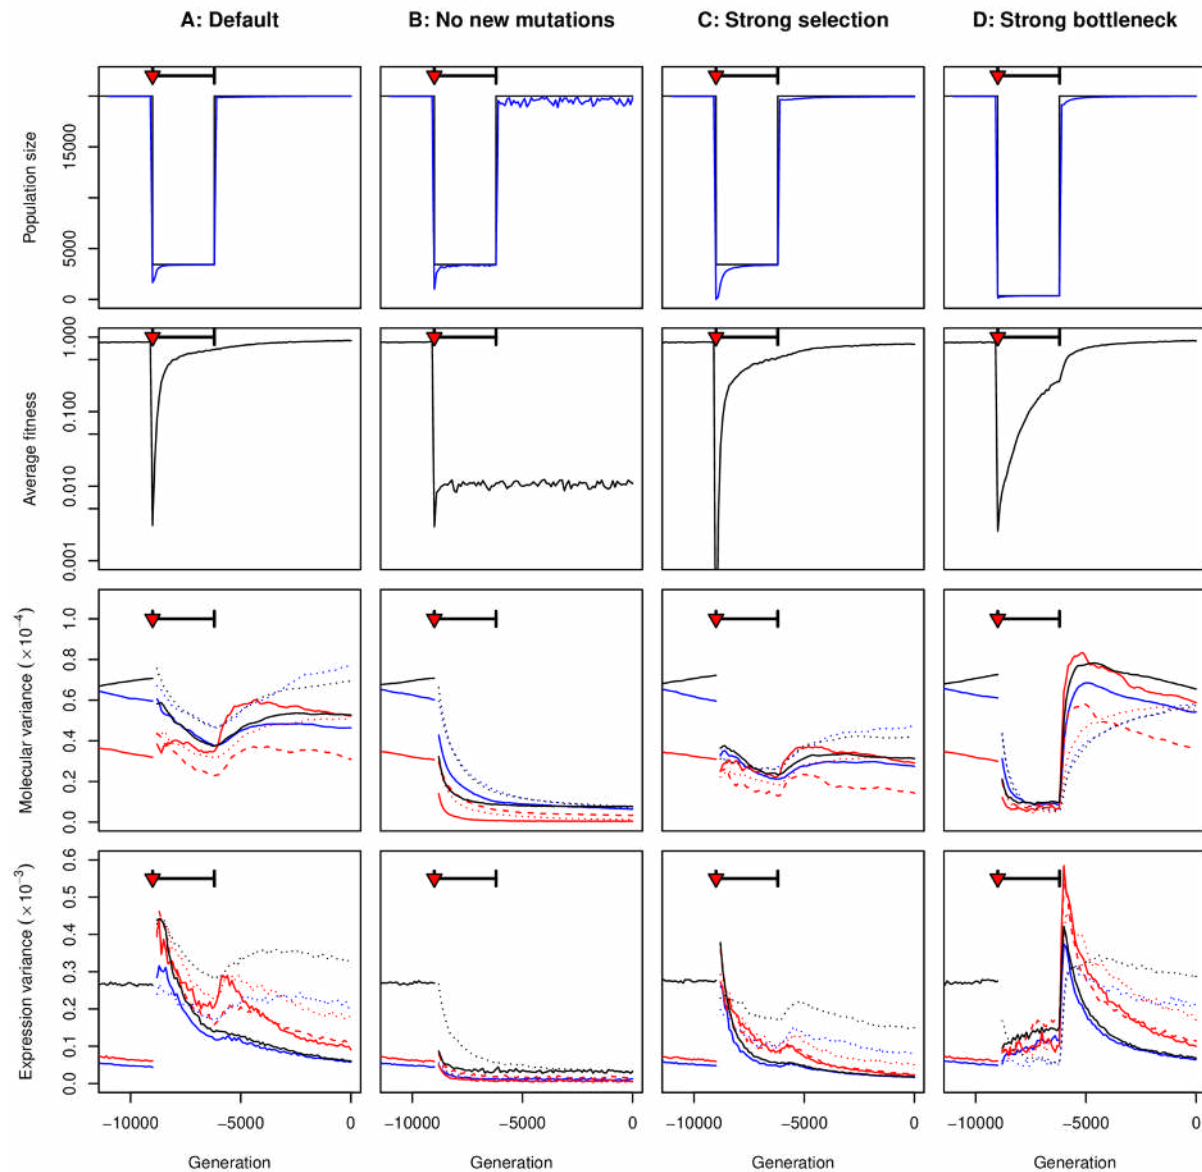 A: Default
B: No new mutations
C: Strong selection
D: Strong bottleneck
Population size
15000
5000
0
Average fitness
1.000
0.100
0.010
0.001
Molecular variance (×10⁻⁴)
1.0
0.8
0.6
0.4
0.2
0.0
Expression variance (×10⁻³)
0.6
0.5
0.4
0.3
0.2
0.1
0.0
−10000 −5000 0
−10000 −5000 0
−10000 −5000 0
−10000 −5000 0
Generation
Generation
Generation
Generation